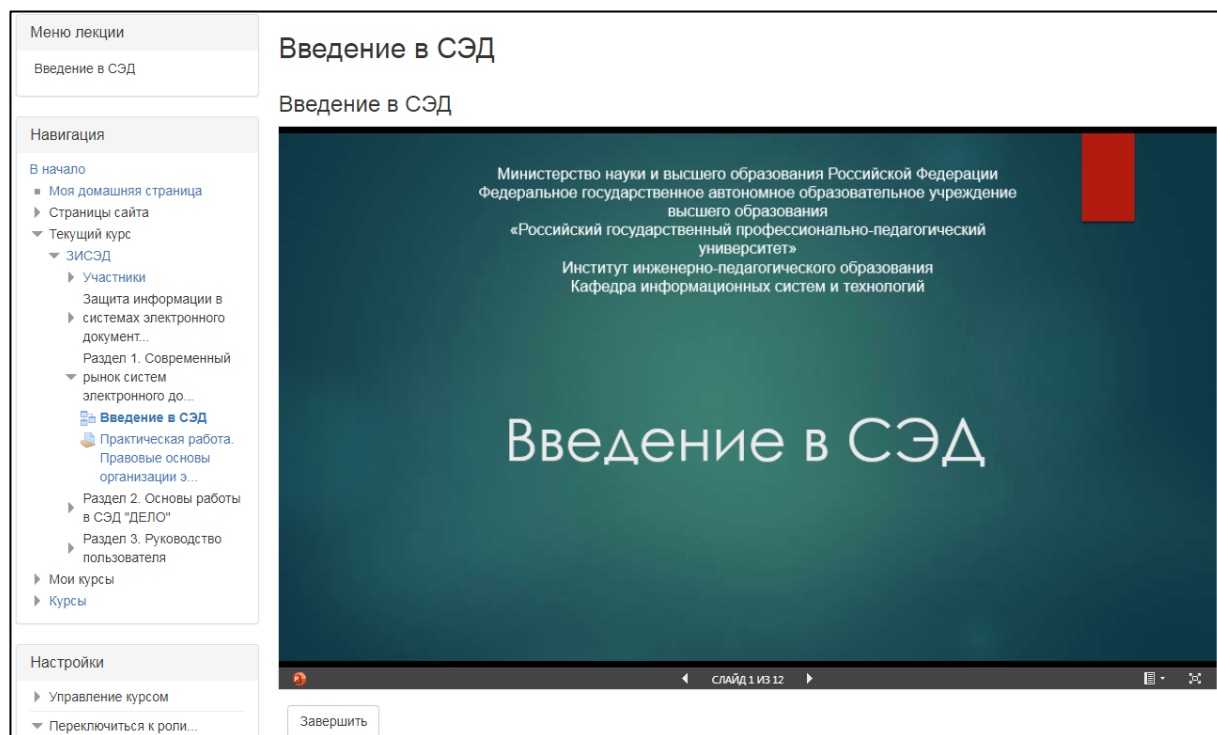 Меню лекции
Введение в СЭД
Навигация
В начало
Моя домашняя страница
Страницы сайта
Текущий курс
ЗИСЭД
Участники
Защита информации в
системах электронного
документ...
Раздел 1. Современный
рынок систем
электронного до...
Введение в СЭД
Практическая работа.
Правовые основы
организации э...
Раздел 2. Основы работы
в СЭД "ДЕЛО"
Раздел 3. Руководство
пользователя
Мои курсы
Курсы
Настройки
Управление курсом
Переключиться к роли...
Введение в СЭД
Введение в СЭД
Министерство науки и высшего образования Российской Федерации
Федеральное государственное автономное образовательное учреждение
высшего образования
«Российский государственный профессионально-педагогический
университет»
Институт инженерно-педагогического образования
Кафедра информационных систем и технологий
Введение в СЭД
СЛАЙД 1 ИЗ 12
Завершить